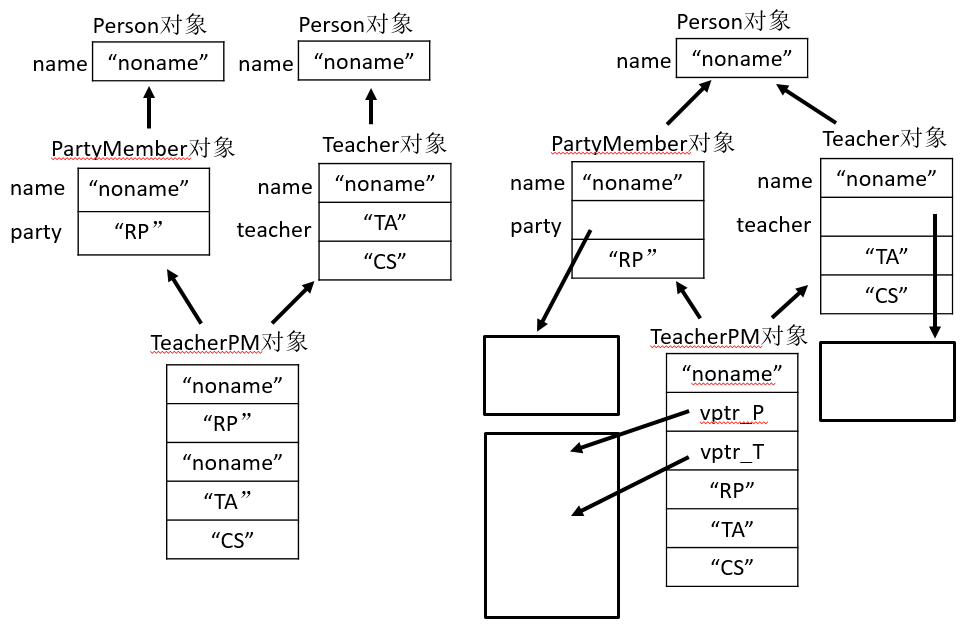 Person对象
name “noname”
Person对象
name “noname”
PartyMember对象
name “noname”
party “RP”
Teacher对象
name “noname”
teacher “TA”
“CS”
TeacherPM对象
“noname”
“RP”
“noname”
“TA”
“CS”
Person对象
name “noname”
PartyMember对象
name “noname”
party
“RP”
Teacher对象
name “noname”
teacher
“TA”
“CS”
TeacherPM对象
“noname”
vptr_P
vptr_T
“RP”
“TA”
“CS”